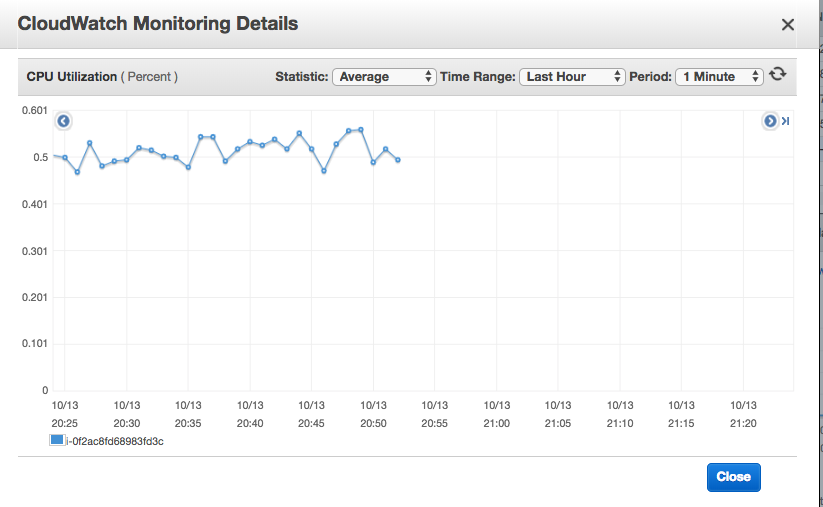 CloudWatch Monitoring Details
CPU Utilization ( Percent )
Statistic: Average Time Range: Last Hour Period: 1 Minute
0.601
0.5
0.401
0.301
0.201
0.101
0
10/13 10/13 10/13 10/13 10/13 10/13 10/13 10/13 10/13 10/13 10/13 10/13
20:25 20:30 20:35 20:40 20:45 20:50 20:55 21:00 21:05 21:10 21:15 21:20
i-0f2ac8fd68983fd3c
Close